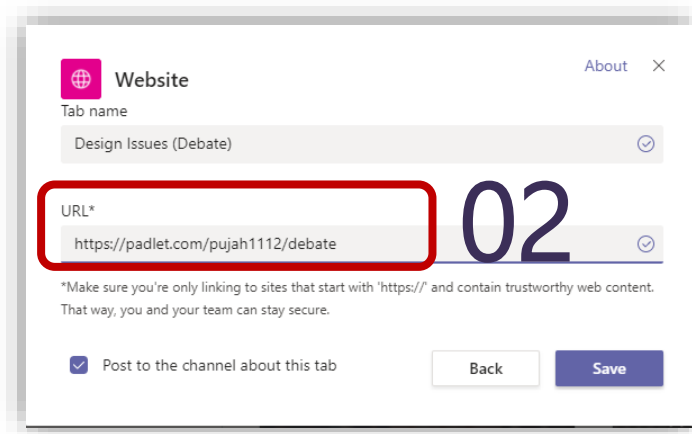 Website
About
Tab name
Design Issues (Debate)
URL*
https://padlet.com/pujah1112/debate
02
*Make sure you're only linking to sites that start with 'https://' and contain trustworthy web content.
That way, you and your team can stay secure.
Post to the channel about this tab
Back
Save